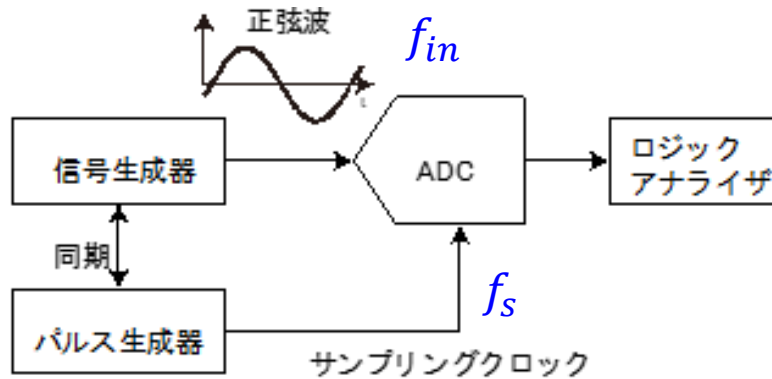 正弦波
f_in
t
信号生成器
ADC
ロジック
アナライザ
同期
f_s
パルス生成器
サンプリングクロック